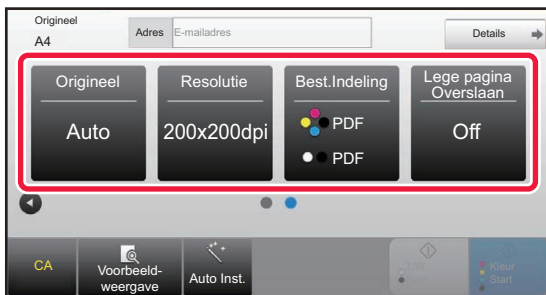 Origineel
A4
Adres
E-mailadres
Details
Origineel
Auto
Resolutie
200x200dpi
Best.Indeling
PDF
PDF
Lege pagina
Overslaan
Off
CA
Voorbeeld-
weergave
Auto Inst.
Kleur
Start